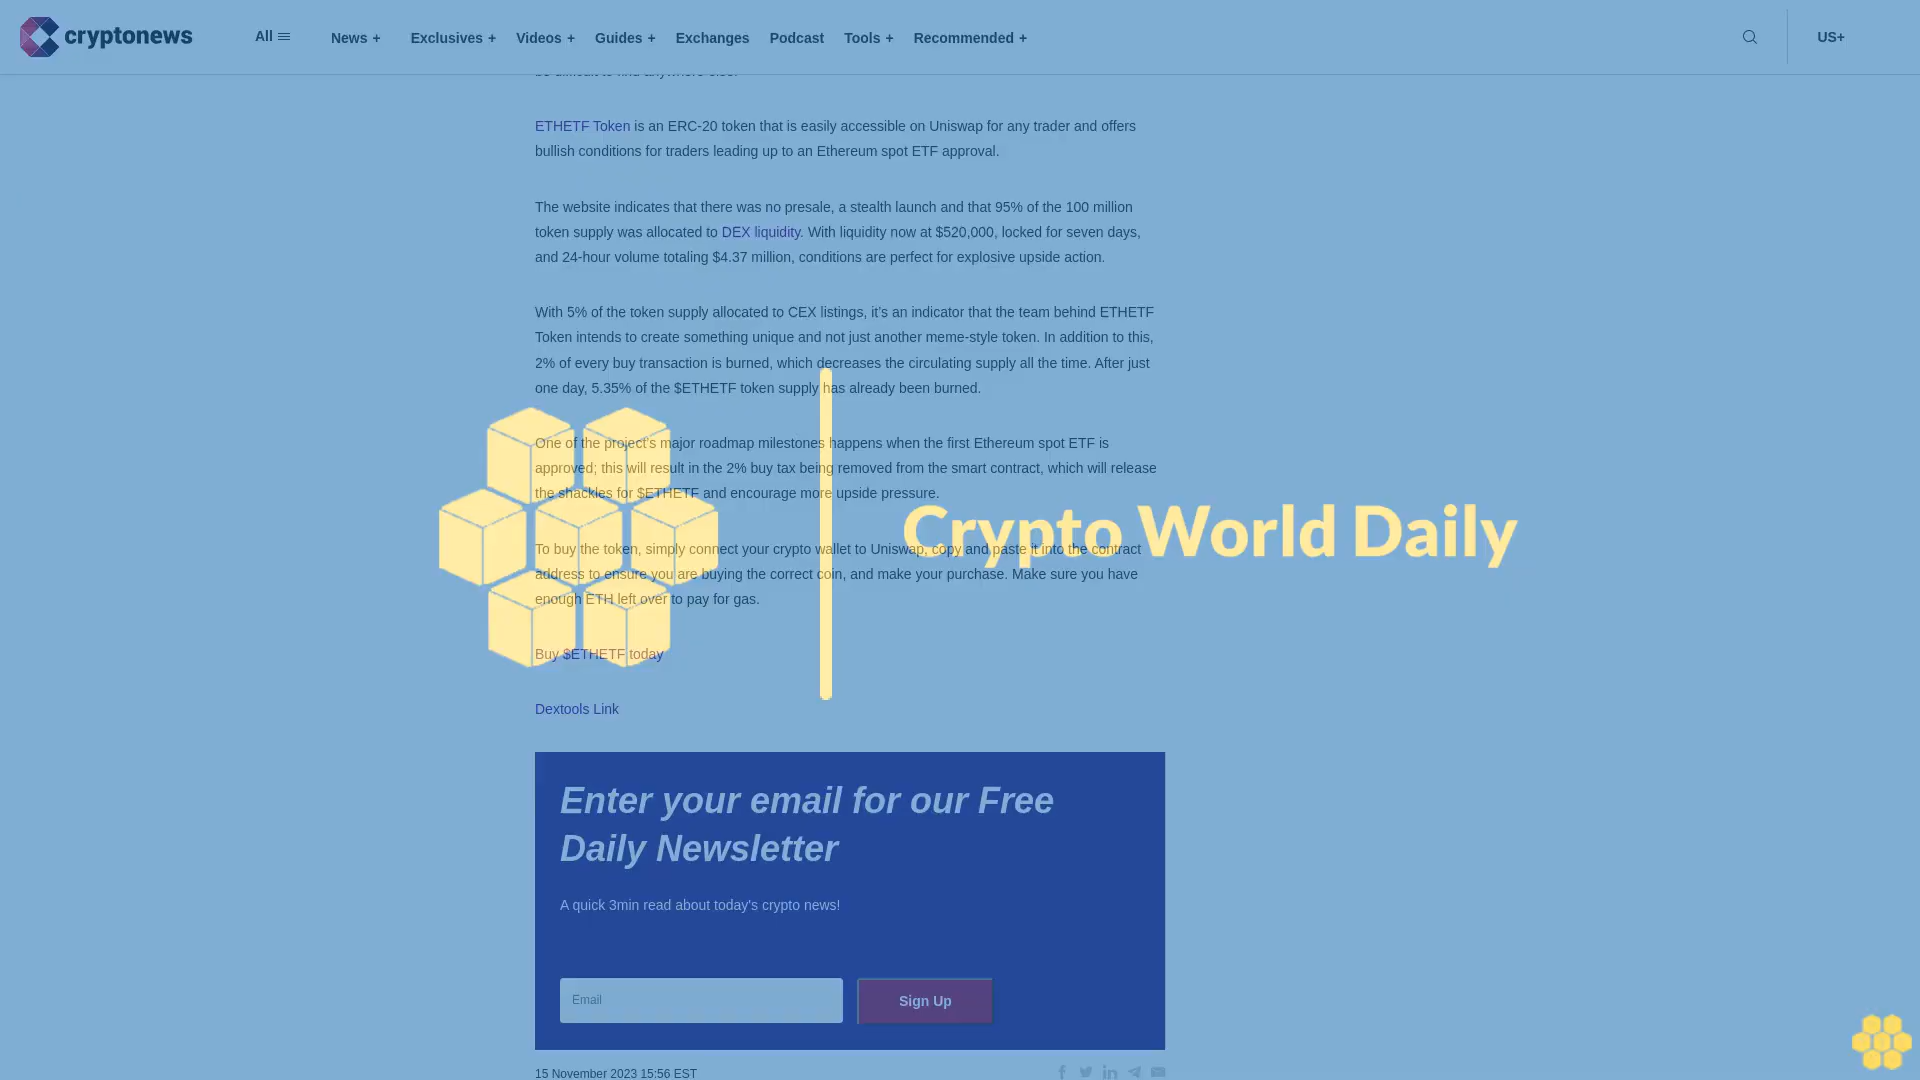 cryptonews All News + Exclusives + Videos + Guides + Exchanges Podcast Tools + Recommended + US+
be difficult to find anywhere else.
ETHETF Token is an ERC-20 token that is easily accessible on Uniswap for any trader and offers
bullish conditions for traders leading up to an Ethereum spot ETF approval.
The website indicates that there was no presale, a stealth launch and that 95% of the 100 million
token supply was allocated to DEX liquidity. With liquidity now at $520,000, locked for seven days,
and 24-hour volume totaling $4.37 million, conditions are perfect for explosive upside action.
With 5% of the token supply allocated to CEX listings, it’s an indicator that the team behind ETHETF
Token intends to create something unique and not just another meme-style token. In addition to this,
2% of every buy transaction is burned, which decreases the circulating supply all the time. After just
one day, 5.35% of the $ETHETF token supply has already been burned.
One of the project’s major roadmap milestones happens when the first Ethereum spot ETF is
approved; this will result in the 2% buy tax being removed from the smart contract, which will release
the shackles for $ETHETF and encourage more upside pressure.
Crypto World Daily
To buy the token, simply connect your crypto wallet to Uniswap, copy and paste it into the contract
address to ensure you are buying the correct coin, and make your purchase. Make sure you have
enough ETH left over to pay for gas.
Buy $ETHETF today
Dextools Link
Enter your email for our Free
Daily Newsletter
A quick 3min read about today's crypto news!
Email Sign Up
15 November 2023 15:56 EST